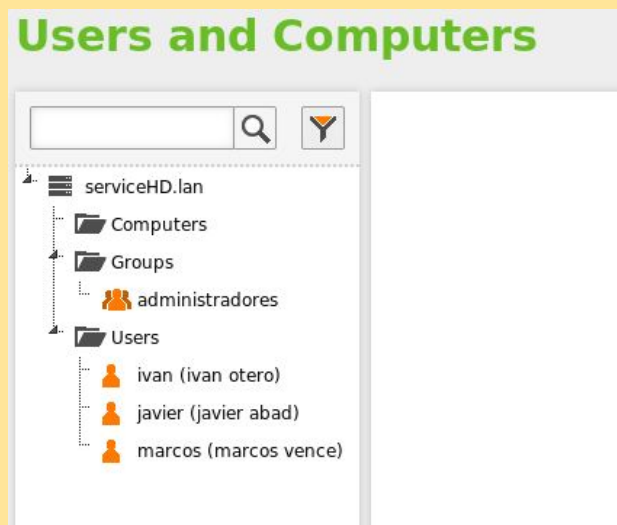 Users and Computers
serviceHD.lan
Computers
Groups
administradores
Users
ivan (ivan otero)
javier (javier abad)
marcos (marcos vence)